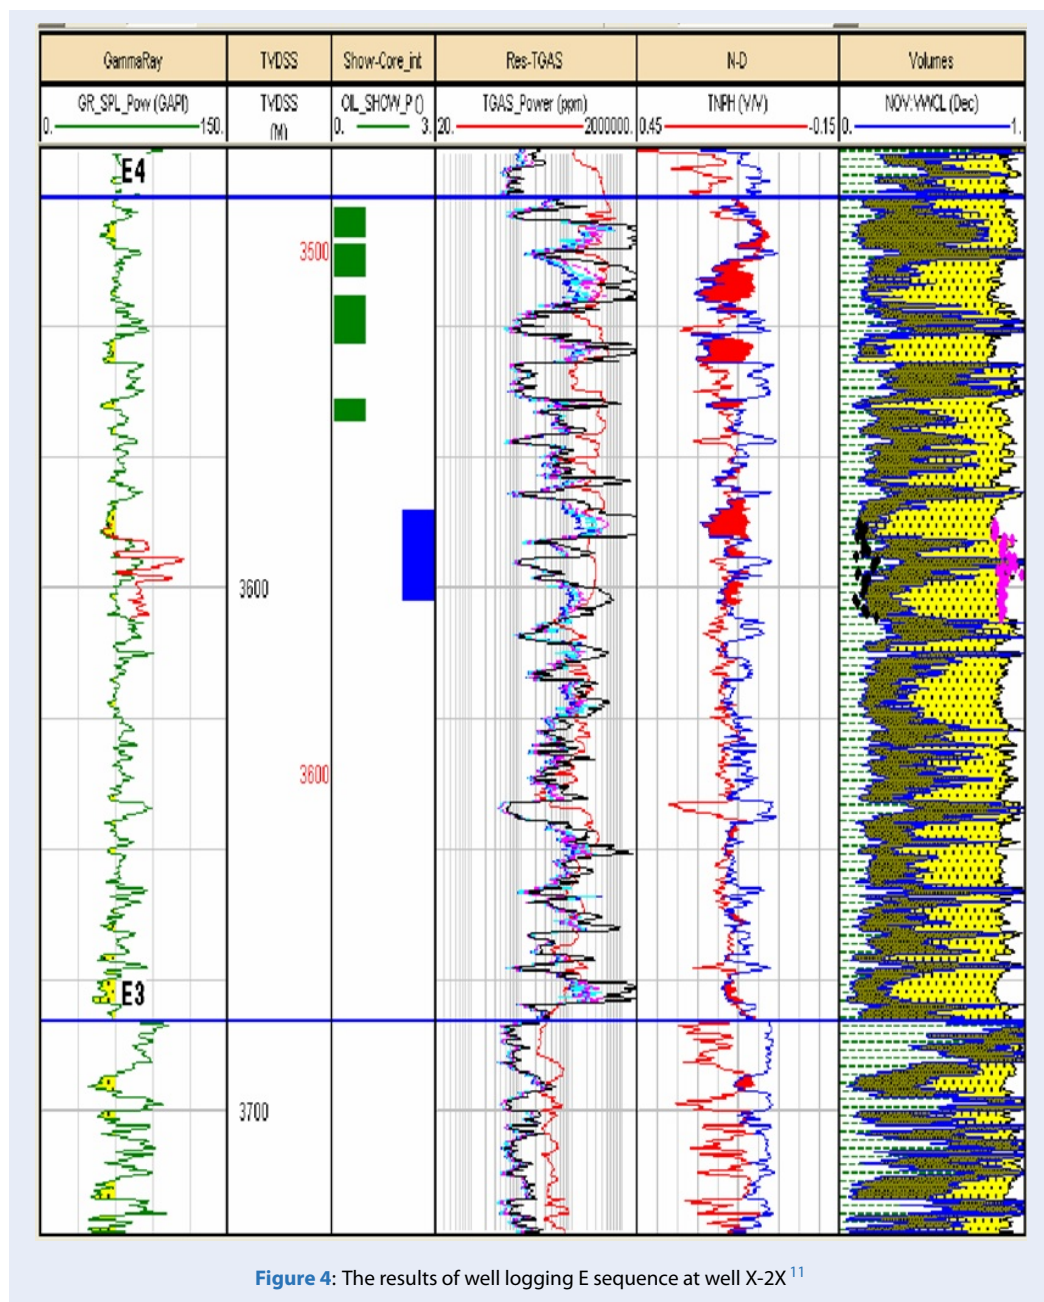 GammaRay TVDSS Show-Core_int Res-TGAS N-D Volumes
GR_SPL_Pow (GAPI) TVDSS OIL_SHOW_P () TGAS_Power (ppm) TNPH (V/V) NOV:VWCL (Dec)
0. 150. (M) 0. 3. 20. 2000000. 0.45 -0.15 0. 1.
E4
3500
3600
3600
E3
3700
Figure 4: The results of well logging E sequence at well X-2X 11